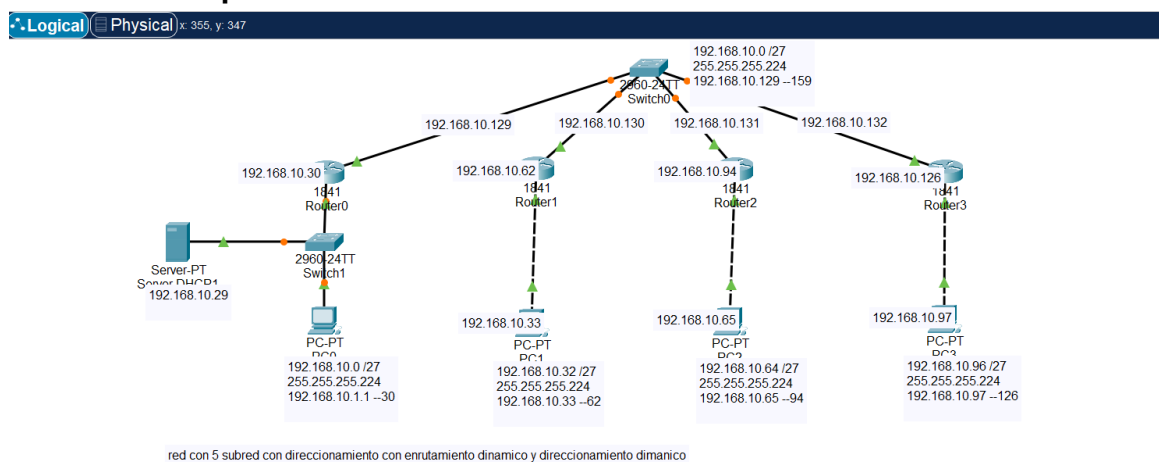 Logical Physical x: 355, y: 347
192.168.10.0 /27
255.255.255.224
192.168.10.129 --159
2960-24TT
Switch0
192.168.10.129
192.168.10.130
192.168.10.131
192.168.10.132
192.168.10.30
1841
Router0
192.168.10.62
1841
Router1
192.168.10.94
1841
Router2
192.168.10.126
1841
Router3
Server-PT
Server DHCP1
192.168.10.29
2960-24TT
Switch1
PC-PT
PC0
192.168.10.0 /27
255.255.255.224
192.168.10.1.1 --30
192.168.10.33
PC-PT
PC1
192.168.10.32 /27
255.255.255.224
192.168.10.33 --62
192.168.10.65
PC-PT
PC2
192.168.10.64 /27
255.255.255.224
192.168.10.65 --94
192.168.10.97
PC-PT
PC3
192.168.10.96 /27
255.255.255.224
192.168.10.97 --126
red con 5 subred con direccionamiento con enrutamiento dinamico y direccionamiento dimanico